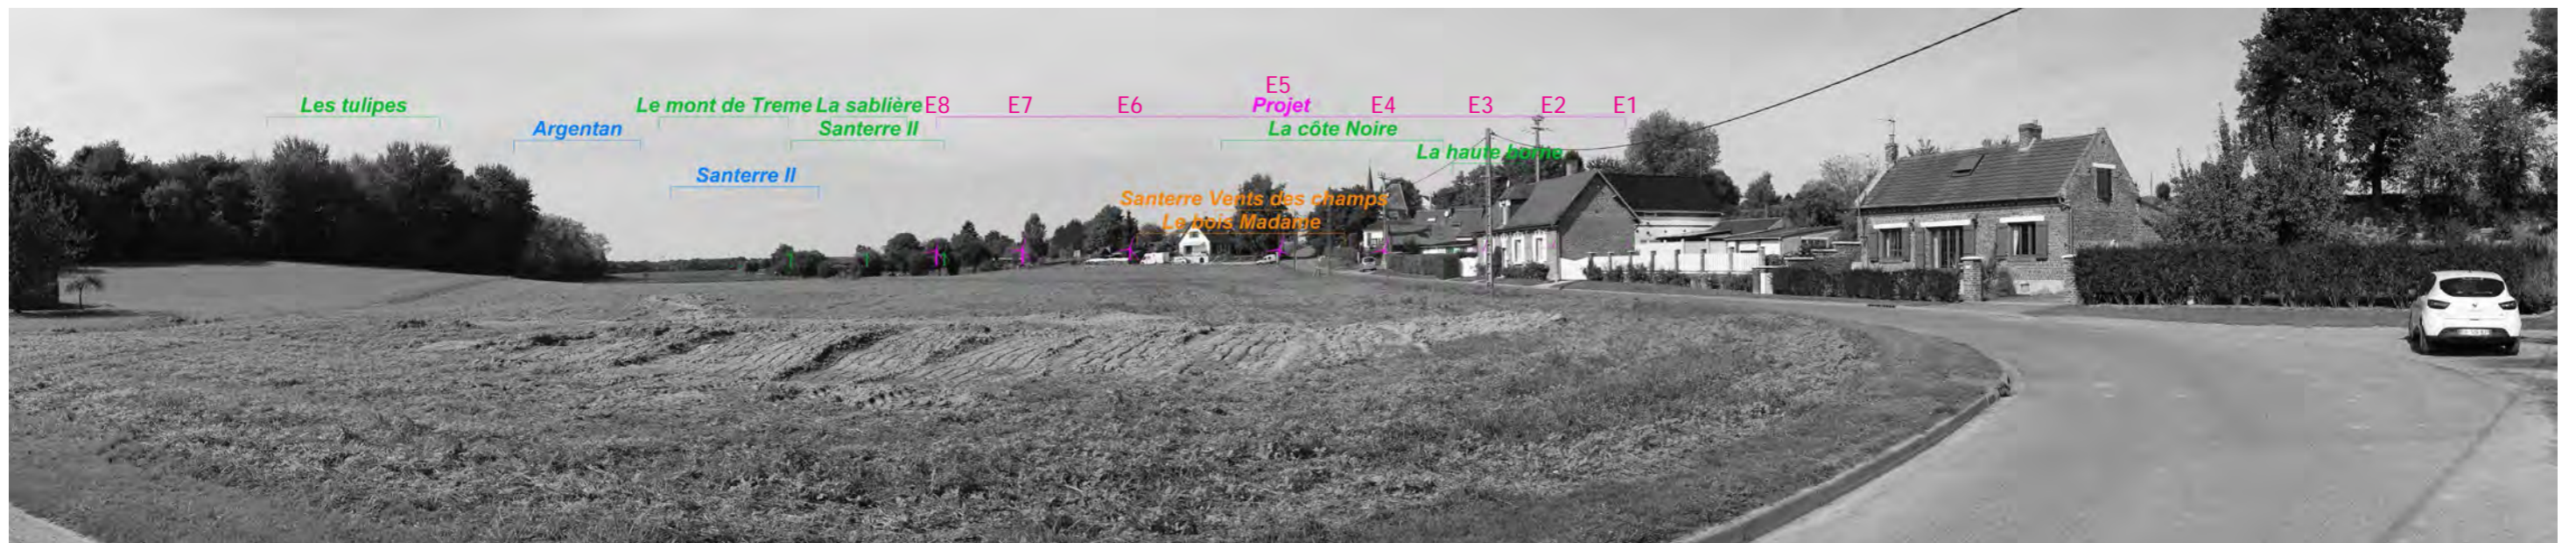 E5
Les tulipes
Le mont de Treme
La sablière
E8
E7
E6
Projet
E4
E3
E2
E1
Argentan
Santerre II
La côte Noire
La haute borne
Santerre II
Santerre Vents des champs
Le bois Madame